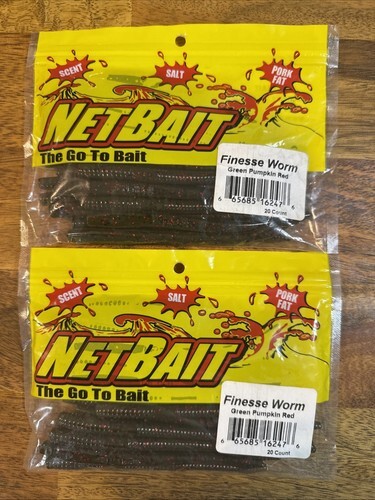 SCENT
SALT
PORK
FAT
NETBAIT
The Go To Bait
Finesse Worm
Green Pumpkin Red
6 65685 16247 6
20 Count
SCENT
SALT
PORK
FAT
NETBAIT
The Go To Bait
Finesse Worm
Green Pumpkin Red
6 65685 16247 6
20 Count